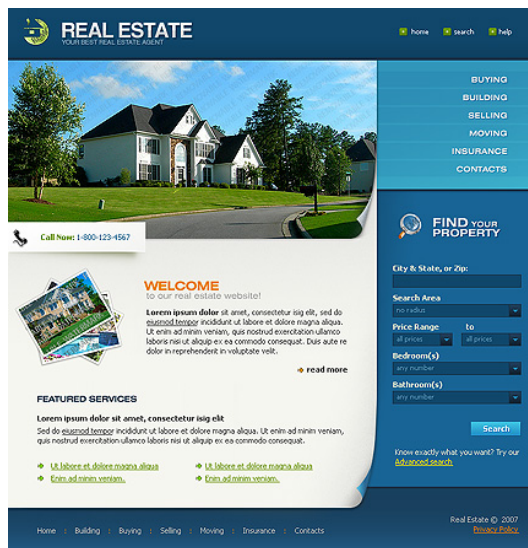 REAL ESTATE
YOUR BEST REAL ESTATE AGENT
home
search
help
BUYING
BUILDING
SELLING
MOVING
INSURANCE
CONTACTS
Call Now: 1-800-123-4567
FIND YOUR
PROPERTY
City & State, or Zip:
Search Area
no radius
Price Range to
all prices all prices
Bedroom(s)
any number
Bathroom(s)
any number
Search
Know exactly what you want? Try our
Advanced search
WELCOME
to our real estate website!
Lorem ipsum dolor sit amet, consectetur isig elit, sed do
eiusmod tempor incididunt ut labore et dolore magna aliqua.
Ut enim ad minim veniam, quis nostrud exercitation ullamco
laboris nisi ut aliquip ex ea commodo consequat. Duis aute re
dolor in reprehenderit in voluptate velit.
read more
FEATURED SERVICES
Lorem ipsum dolor sit amet, consectetur isig elit
Sed do eiusmod tempor incididunt ut labore et dolore magna aliqua. Ut enim ad minim veniam,
quis nostrud exercitation ullamco laboris nisi ut aliquip ex ea commodo consequat.
Ut labore et dolore magna aliqua
Enim ad minim veniam.
Ut labore et dolore magna aliqua
Enim ad minim veniam.
Home : Building : Buying : Selling : Moving : Insurance : Contacts
Real Estate © 2007
Privacy Policy